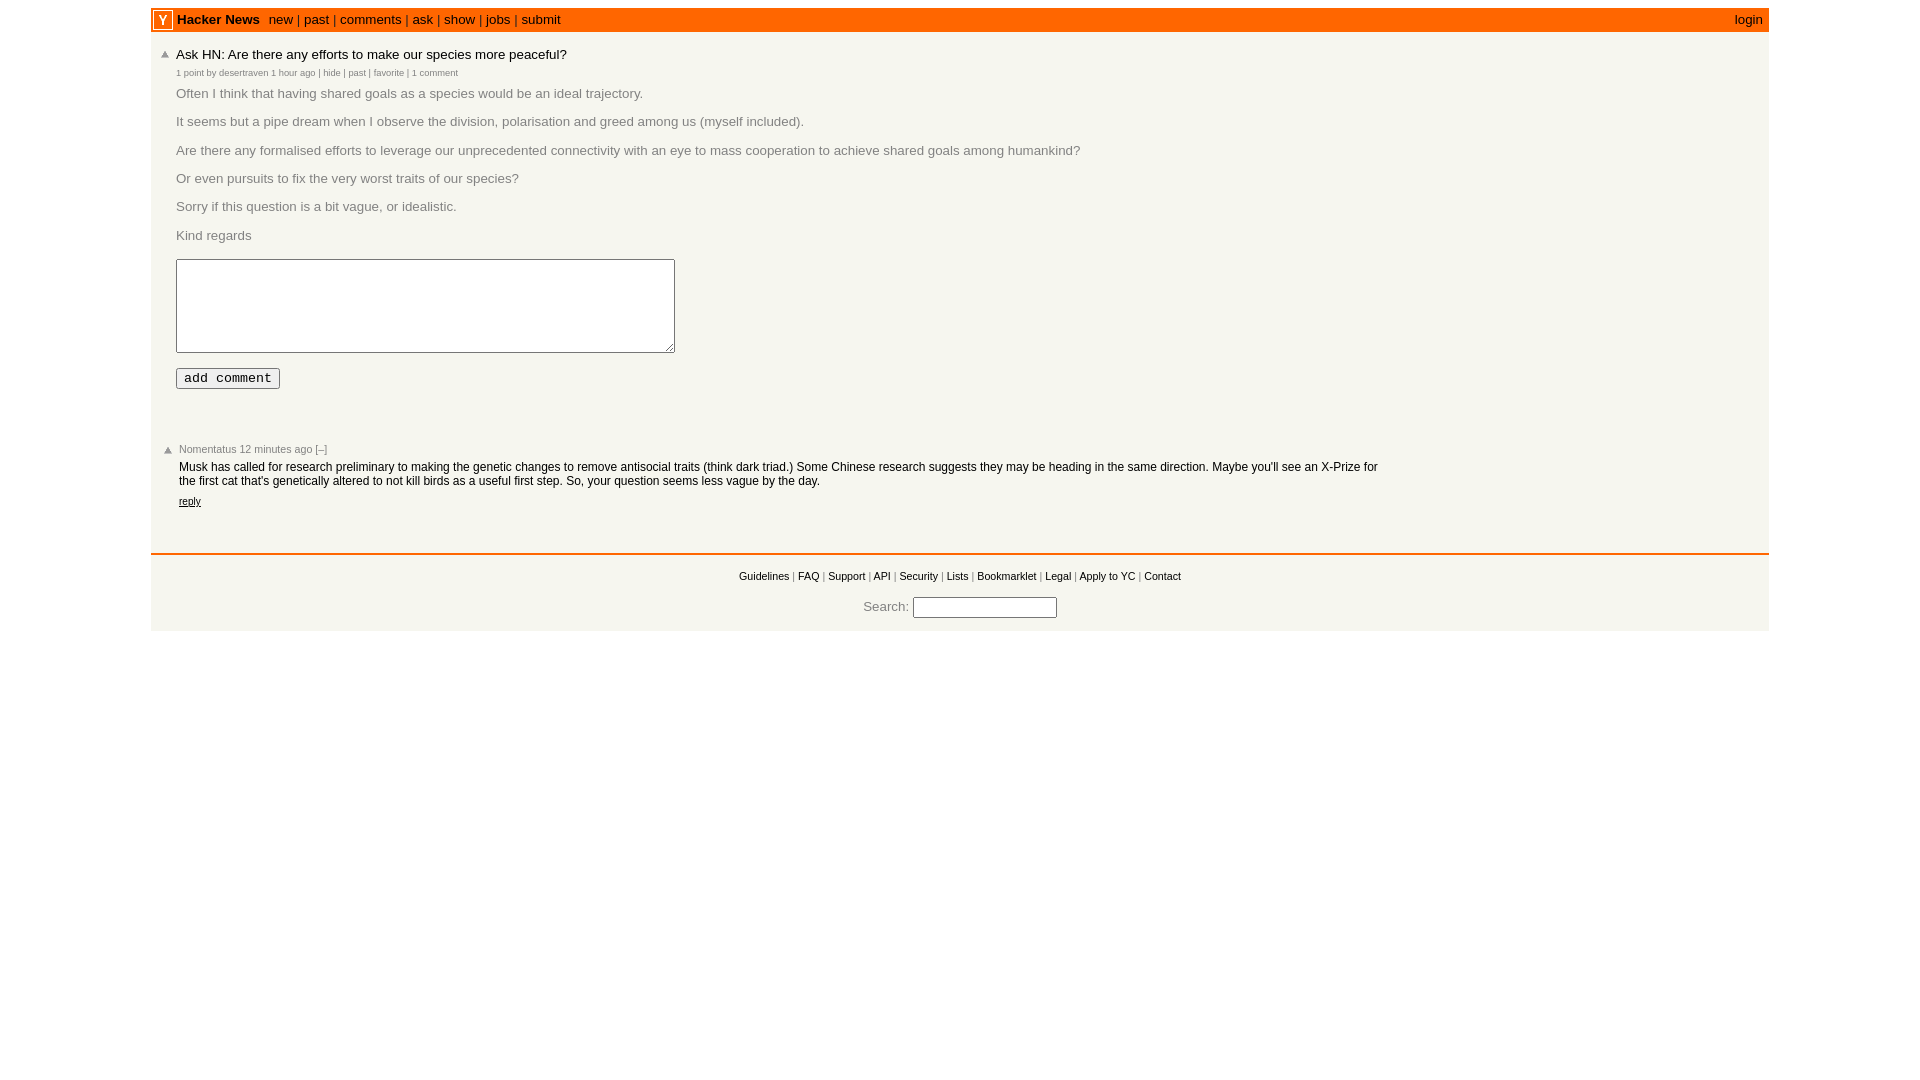 Y Hacker News new | past | comments | ask | show | jobs | submit login
Ask HN: Are there any efforts to make our species more peaceful?
1 point by desertraven 1 hour ago | hide | past | favorite | 1 comment
Often I think that having shared goals as a species would be an ideal trajectory.
It seems but a pipe dream when I observe the division, polarisation and greed among us (myself included).
Are there any formalised efforts to leverage our unprecedented connectivity with an eye to mass cooperation to achieve shared goals among humankind?
Or even pursuits to fix the very worst traits of our species?
Sorry if this question is a bit vague, or idealistic.
Kind regards
add comment
Nomentatus 12 minutes ago [–]
Musk has called for research preliminary to making the genetic changes to remove antisocial traits (think dark triad.) Some Chinese research suggests they may be heading in the same direction. Maybe you'll see an X-Prize for
the first cat that's genetically altered to not kill birds as a useful first step. So, your question seems less vague by the day.
reply
Guidelines | FAQ | Support | API | Security | Lists | Bookmarklet | Legal | Apply to YC | Contact
Search: